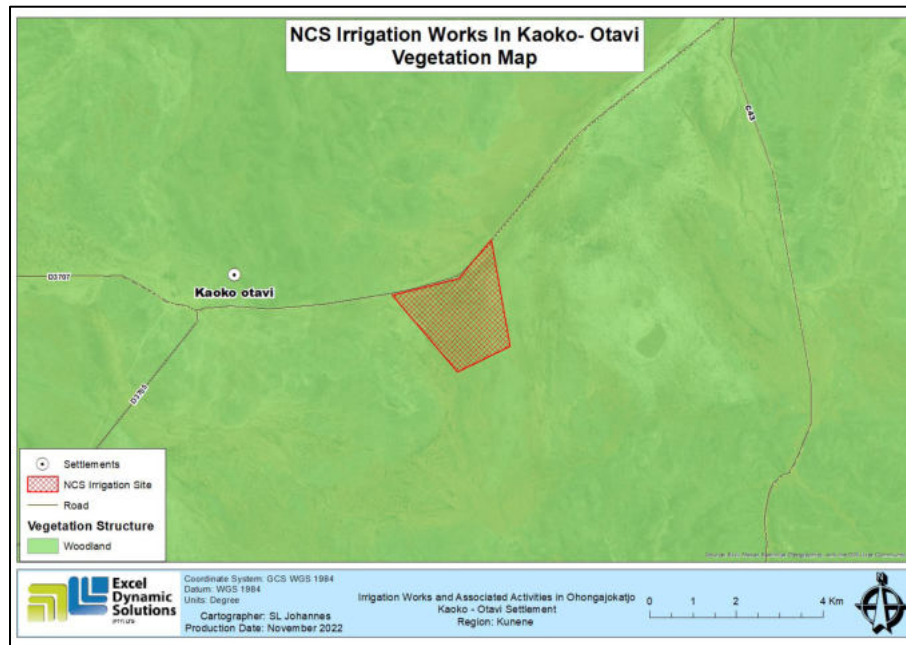 NCS Irrigation Works In Kaoko- Otavi
Vegetation Map
C43
D3707
Kaoko otavi
D3705
Settlements
NCS Irrigation Site
Road
Vegetation Structure
Woodland
Excel
Dynamic
Solutions
(PTY) Ltd
Coordinate System: GCS WGS 1984
Datum: WGS 1984
Units: Degree
Cartographer: SL Johannes
Production Date: November 2022
Irrigation Works and Associated Activities in Ohongajokatjo
Kaoko - Otavi Settlement
Region: Kunene
0 1 2 4 Km